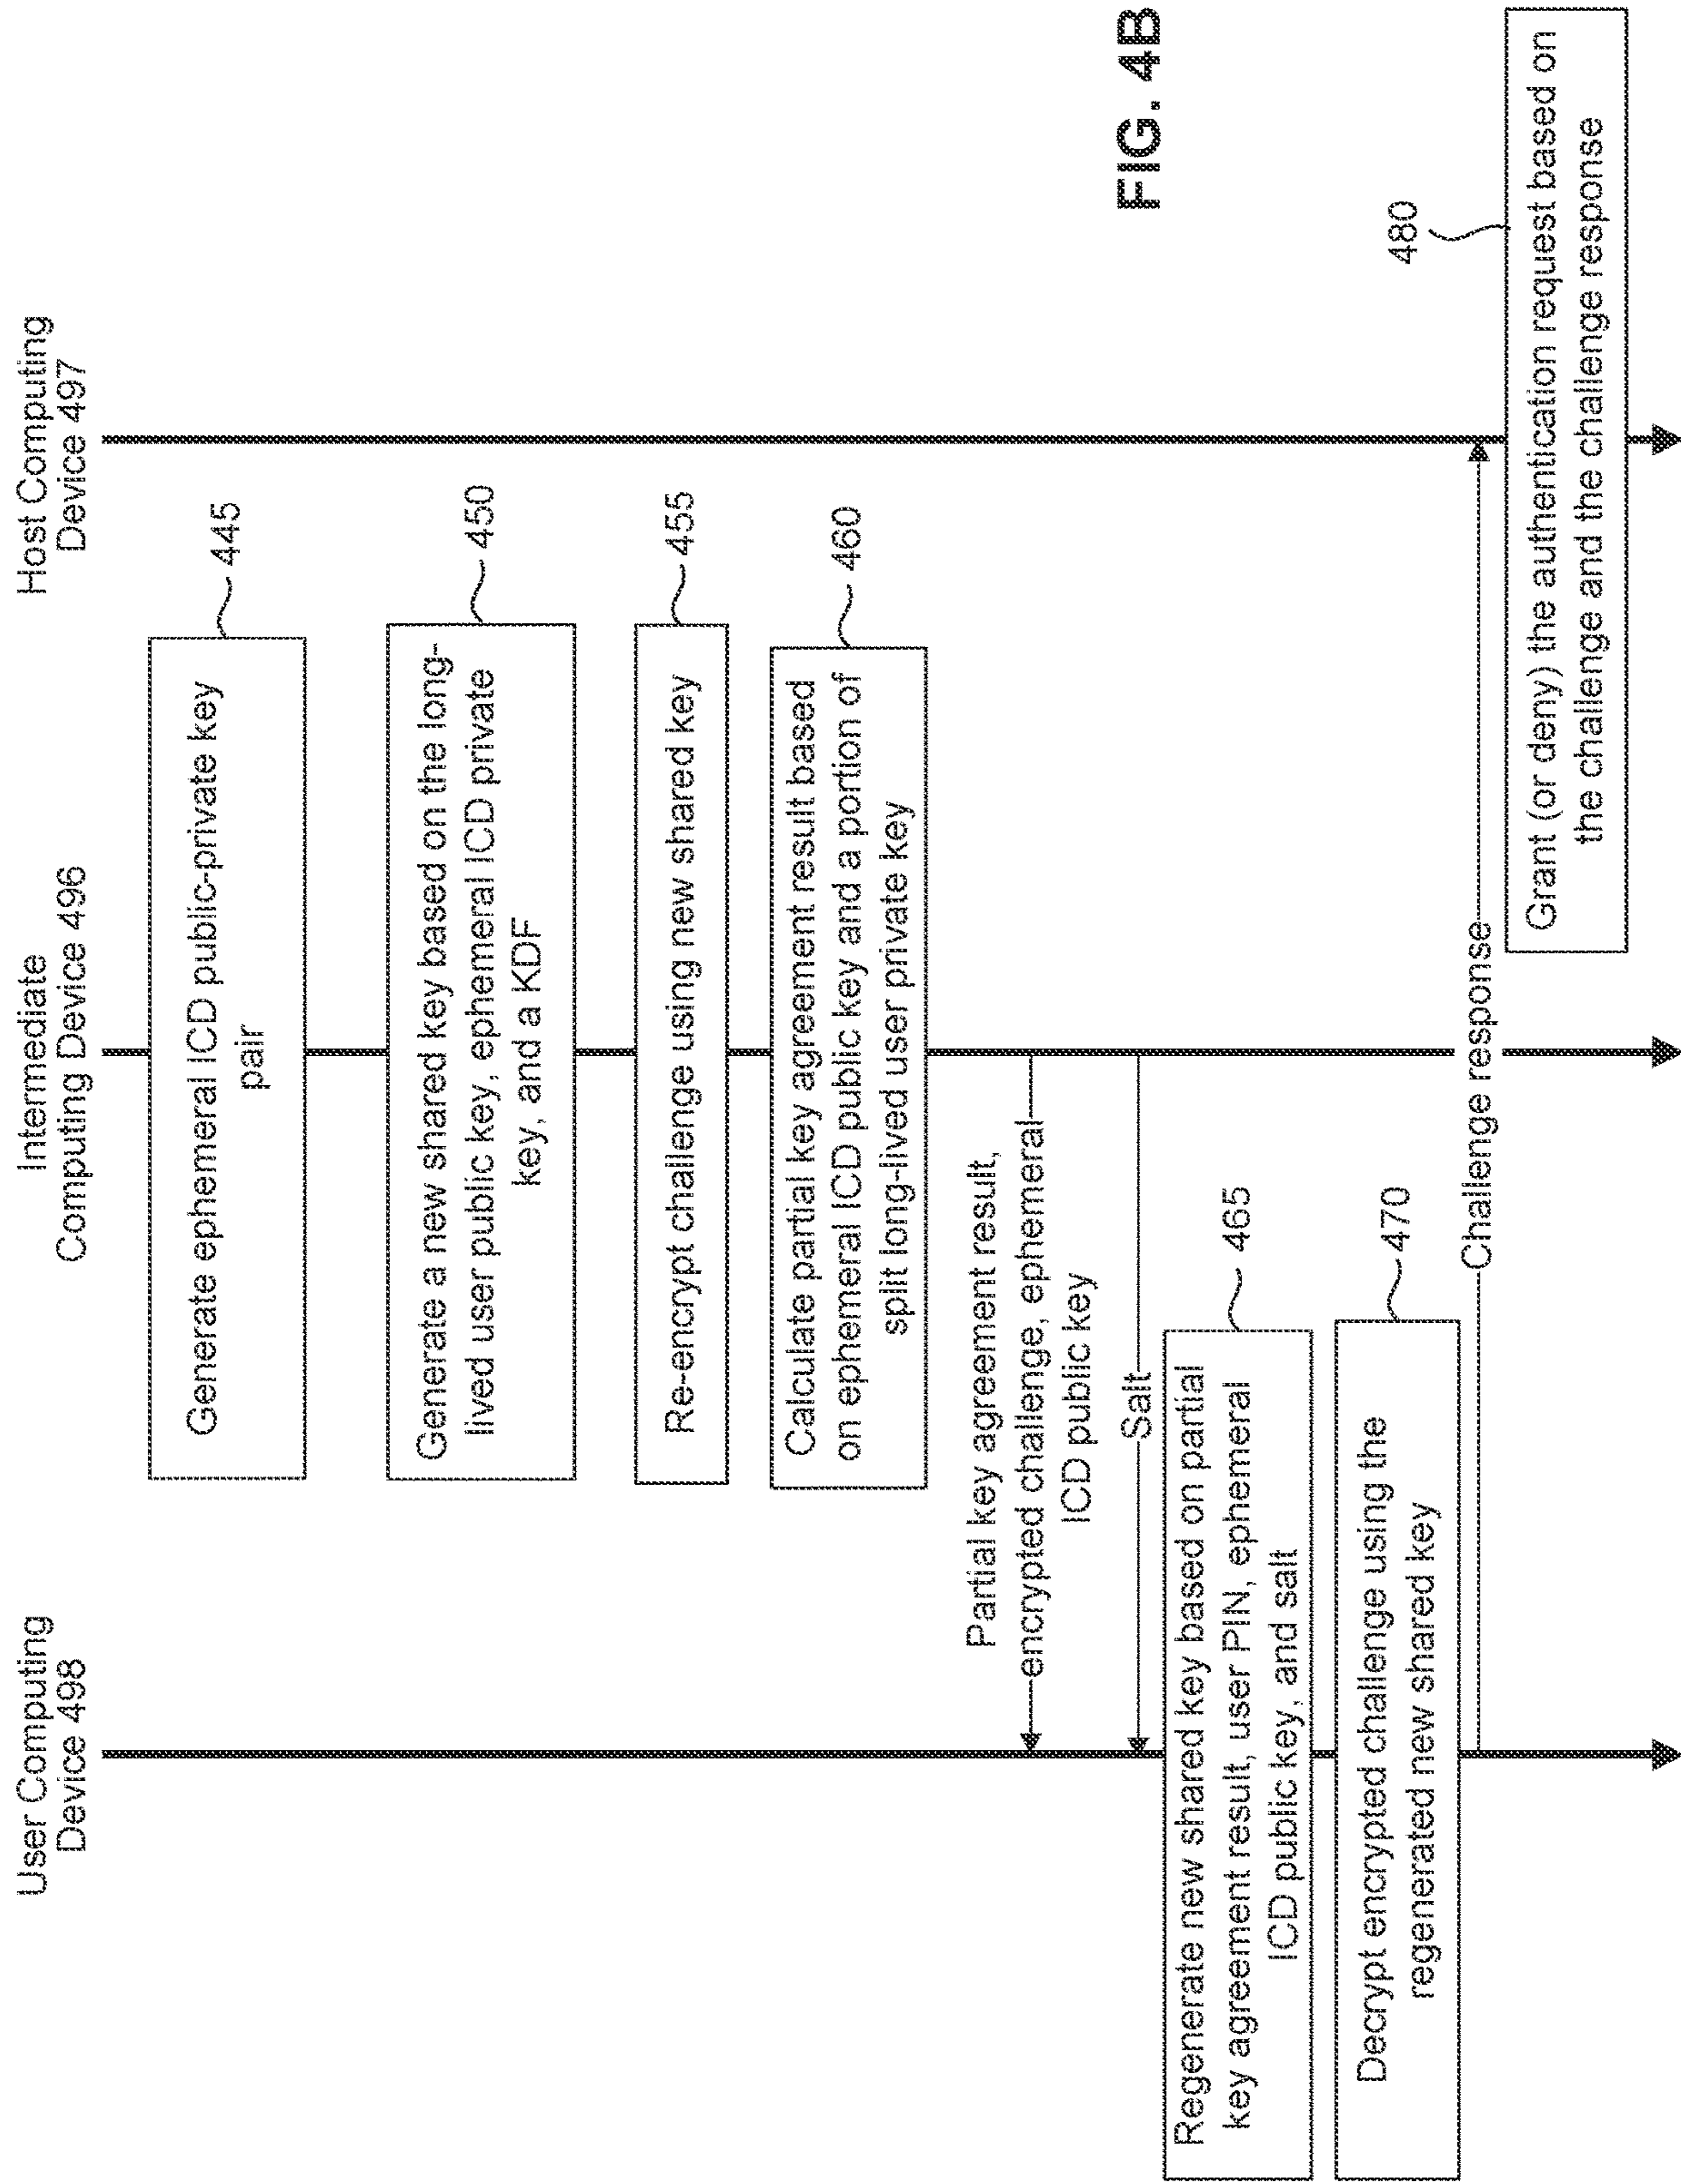 User Computing
Device 498
Intermediate
Computing Device 496
Host Computing
Device 497
Generate ephemeral ICD public-private key
pair
445
Generate a new shared key based on the long-
lived user public key, ephemeral ICD private
key, and a KDF
450
Re-encrypt challenge using new shared key
455
Calculate partial key agreement result based
on ephemeral ICD public key and a portion of
split long-lived user private key
460
Partial key agreement result,
encrypted challenge, ephemeral
ICD public key
Salt
Regenerate new shared key based on partial
key agreement result, user PIN, ephemeral
ICD public key, and salt
465
Decrypt encrypted challenge using the
regenerated new shared key
470
Challenge response
480
Grant (or deny) the authentication request based on
the challenge and the challenge response
FIG. 4B